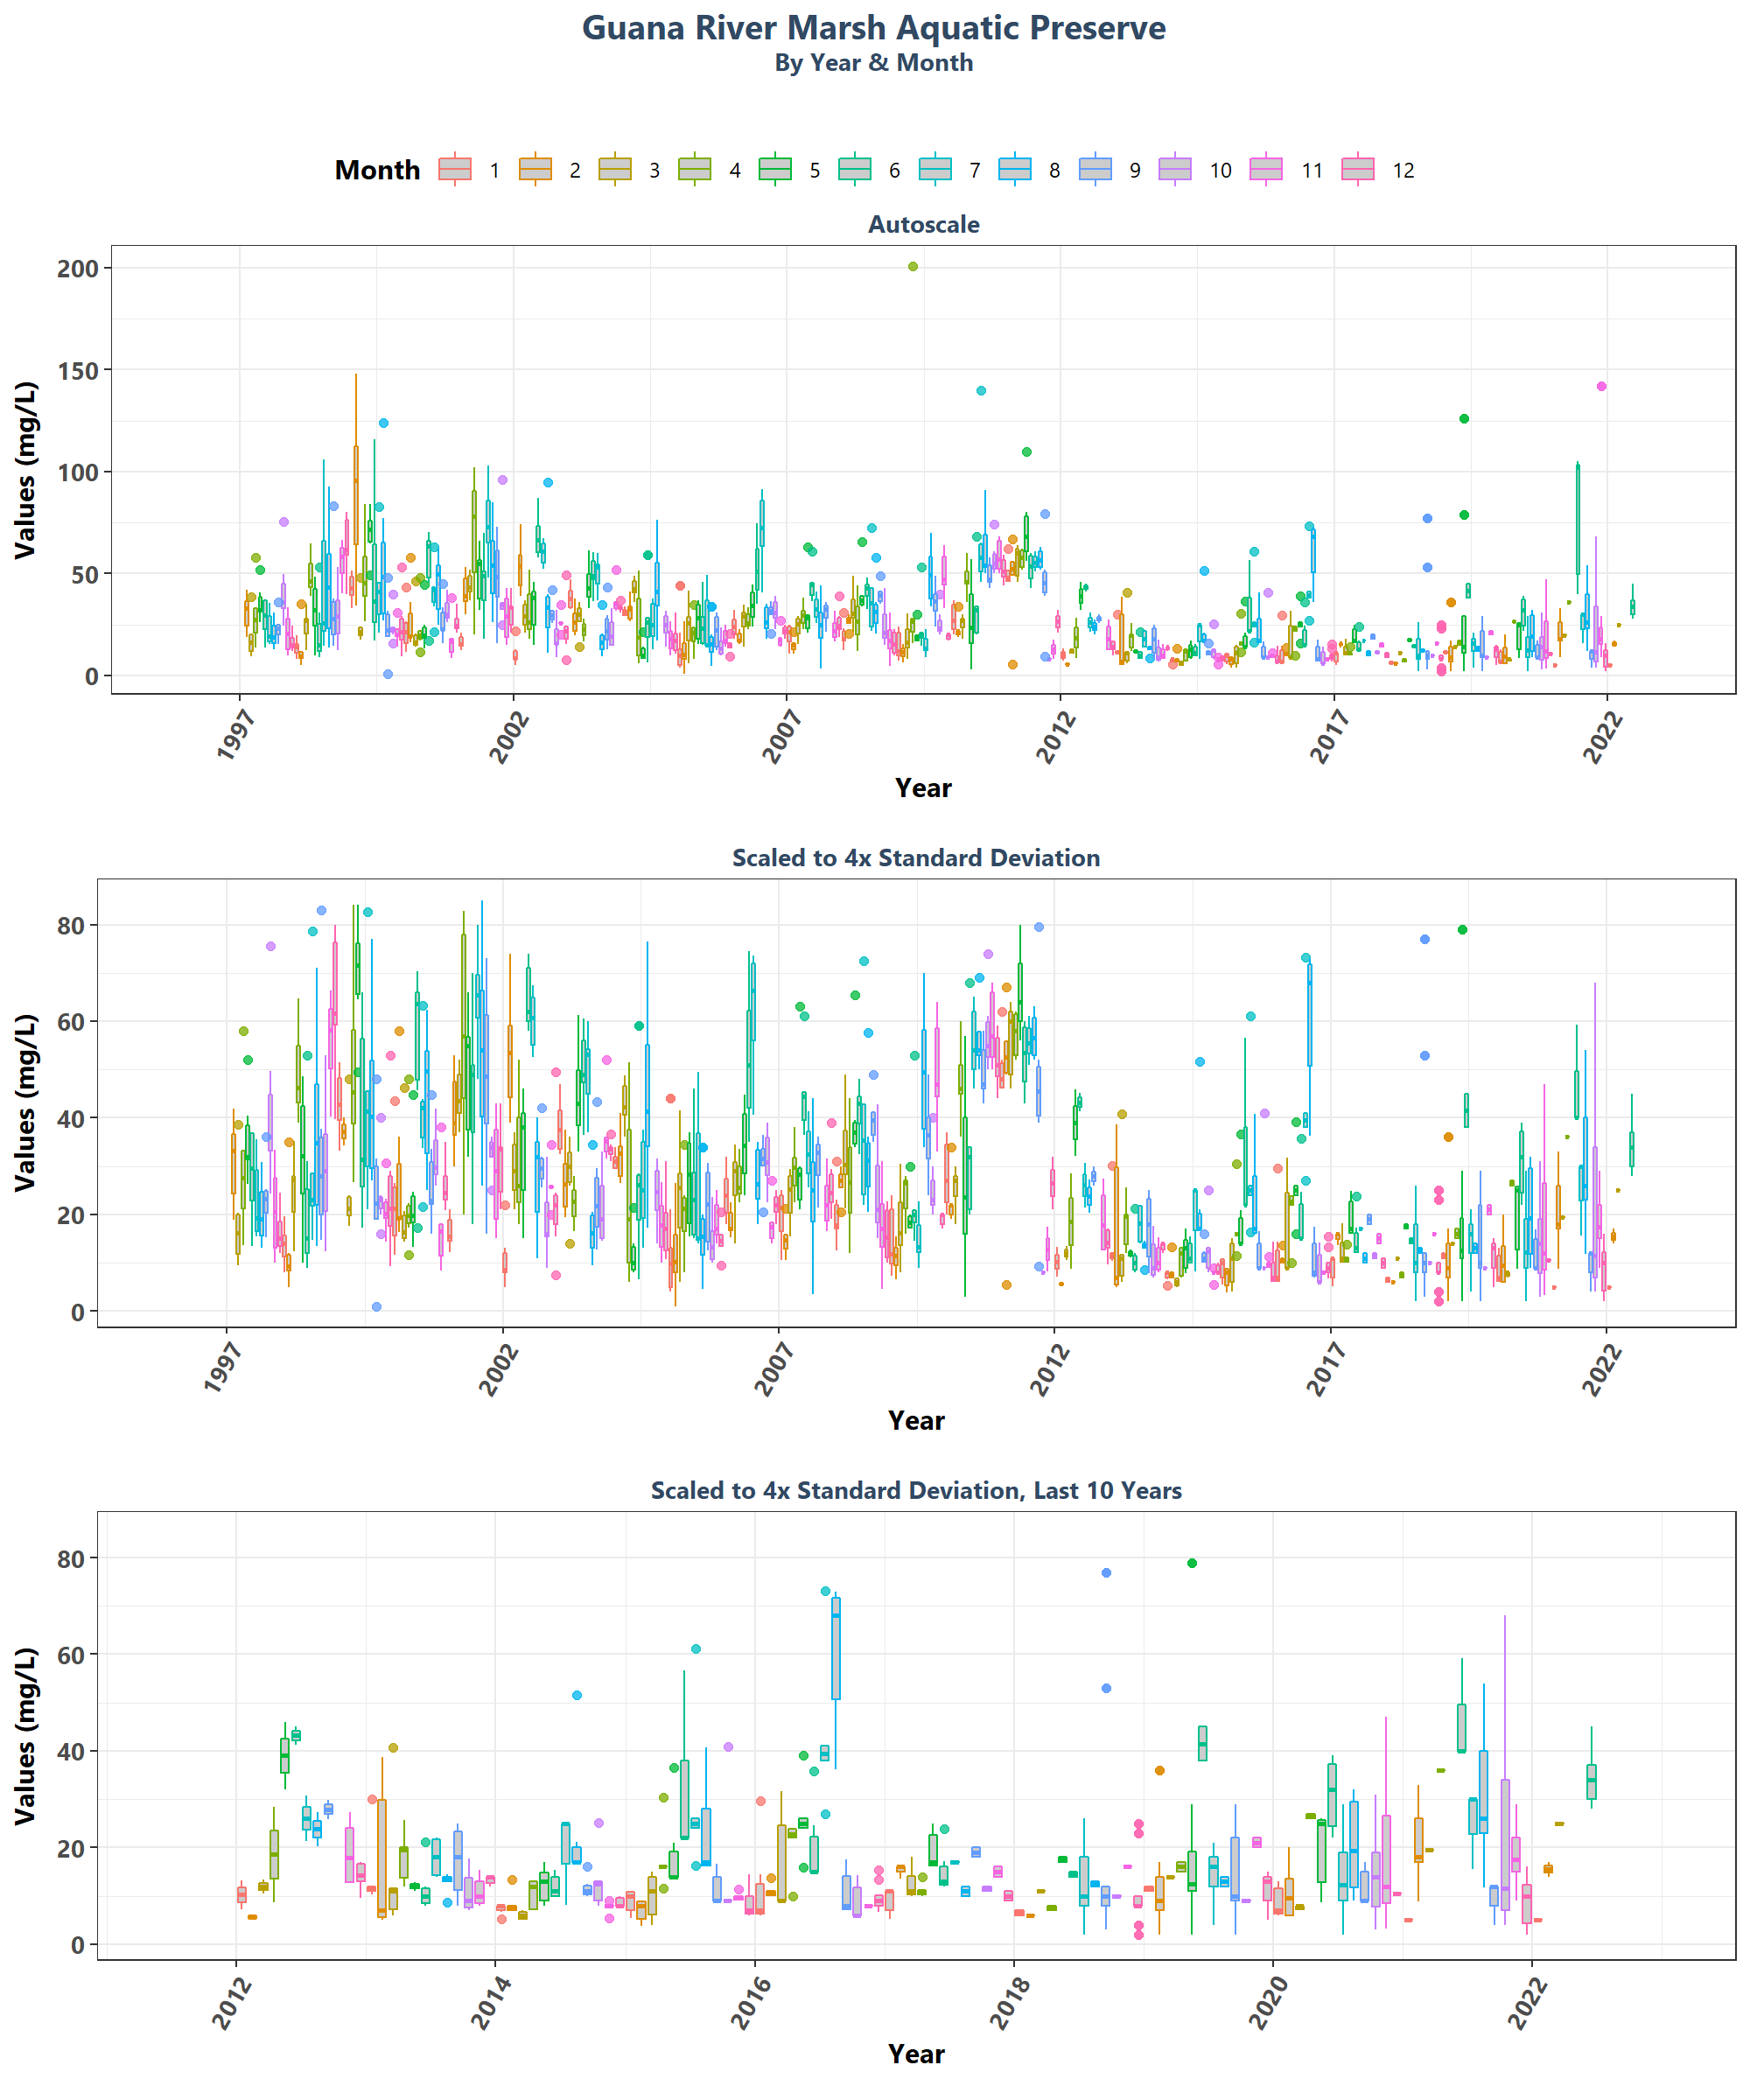 Guana River Marsh Aquatic Preserve
By Year & Month
Month 1 2 3 4 5 6 7 8 9 10 11 12
Autoscale
Values (mg/L)
200
150
100
50
0
1997 2002 2007 2012 2017 2022
Year
Scaled to 4x Standard Deviation
Values (mg/L)
80
60
40
20
0
1997 2002 2007 2012 2017 2022
Year
Scaled to 4x Standard Deviation, Last 10 Years
Values (mg/L)
80
60
40
20
0
2012 2014 2016 2018 2020 2022
Year